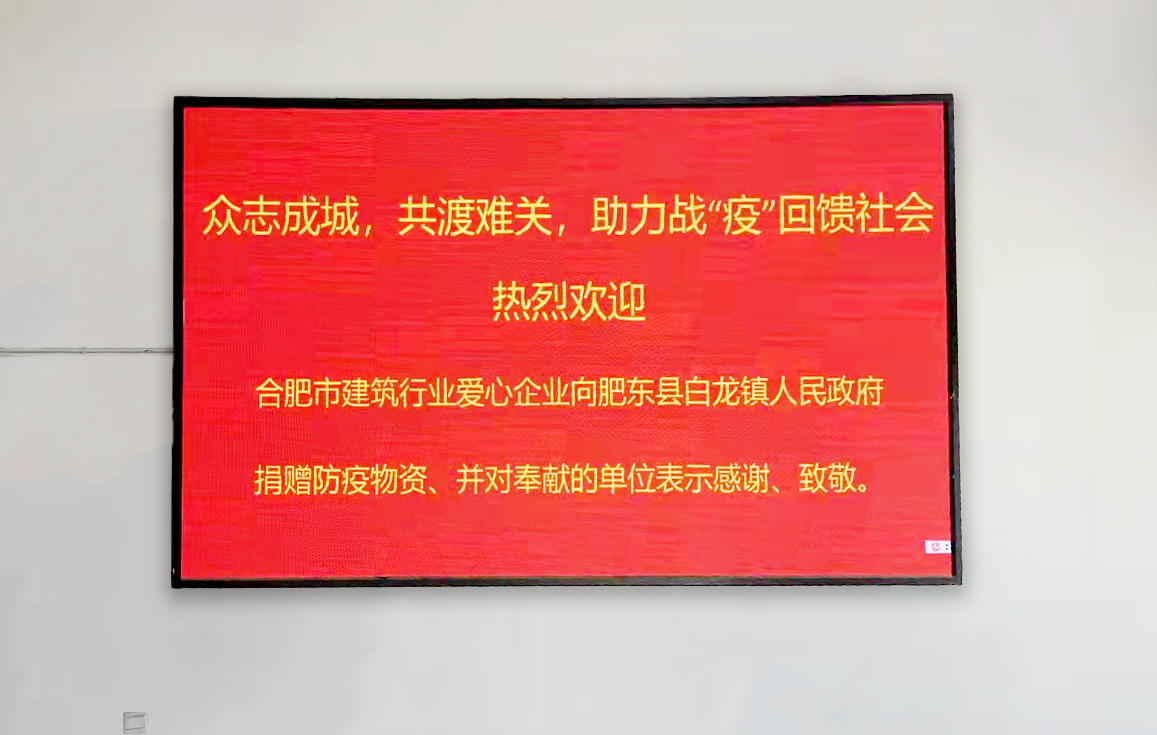 众志成城，共渡难关，助力战“疫”回馈社会
热烈欢迎
合肥市建筑行业爱心企业向肥东县白龙镇人民政府
捐赠防疫物资、并对奉献的单位表示感谢、致敬。